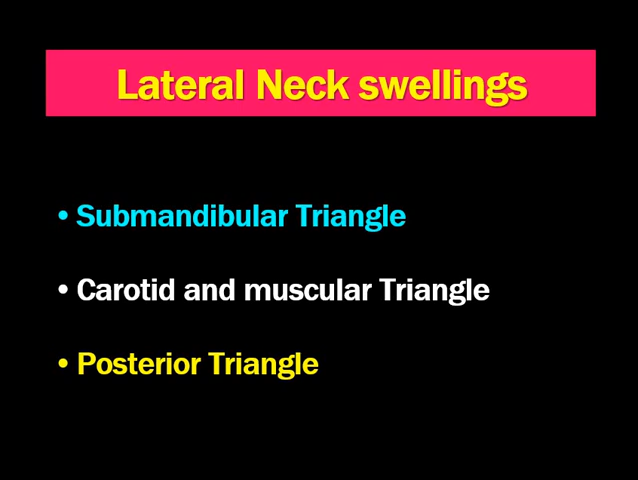 Lateral Neck swellings
• Submandibular Triangle
• Carotid and muscular Triangle
• Posterior Triangle